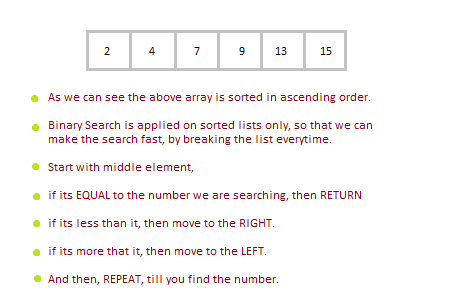 2 4 7 9 13 15
As we can see the above array is sorted in ascending order.
Binary Search is applied on sorted lists only, so that we can
make the search fast, by breaking the list everytime.
Start with middle element,
if its EQUAL to the number we are searching, then RETURN
if its less than it, then move to the RIGHT.
if its more that it, then move to the LEFT.
And then, REPEAT, till you find the number.